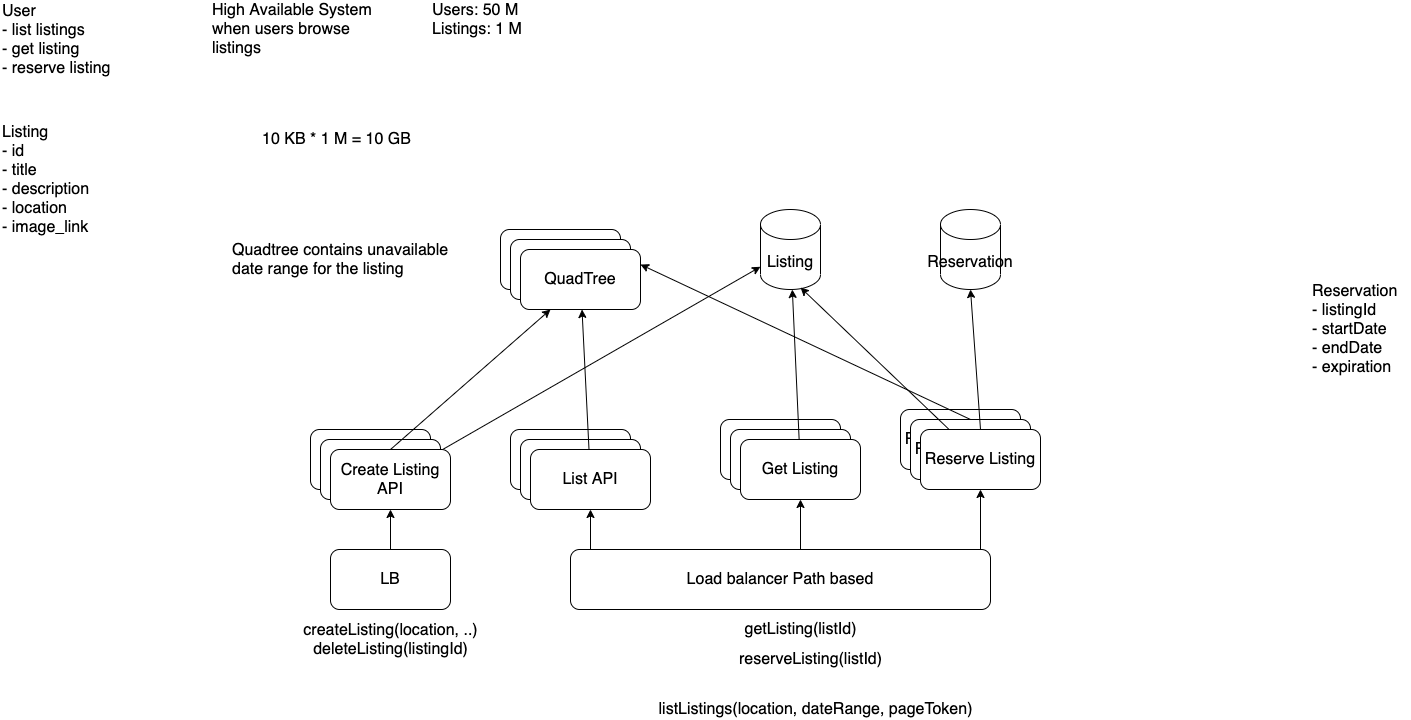 User
- list listings
- get listing
- reserve listing
High Available System
when users browse
listings
Users: 50 M
Listings: 1 M
Listing
- id
- title
- description
- location
- image_link
10 KB * 1 M = 10 GB
Quadtree contains unavailable
date range for the listing
QuadTree
Listing
Reservation
Reservation
- listingId
- startDate
- endDate
- expiration
Create Listing
API
List API
Get Listing
Reserve Listing
LB
Load balancer Path based
createListing(location, ..)
deleteListing(listingId)
getListing(listId)
reserveListing(listId)
listListings(location, dateRange, pageToken)